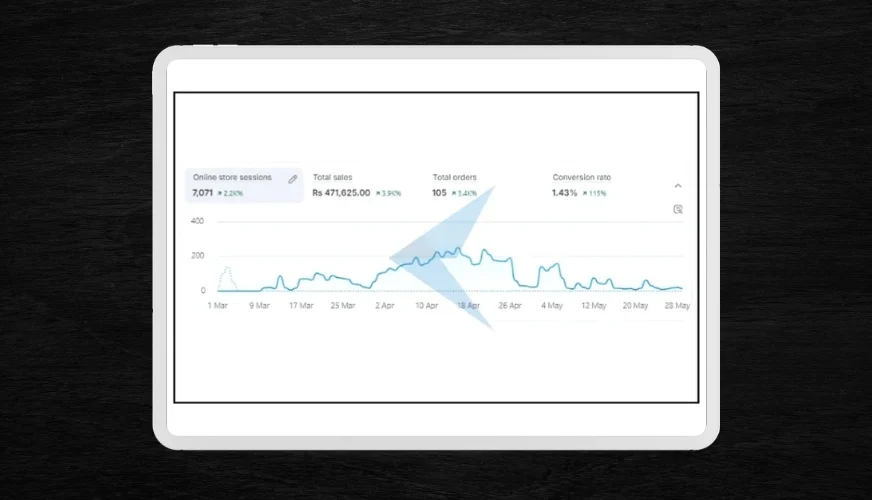 Online store sessions
7,071 2.2K%
Total sales
Rs 471,625.00 3.9K%
Total orders
105 3.4K%
Conversion rate
1.43% 115%
400
200
0
1 Mar 9 Mar 17 Mar 25 Mar 2 Apr 10 Apr 18 Apr 26 Apr 4 May 12 May 20 May 28 May